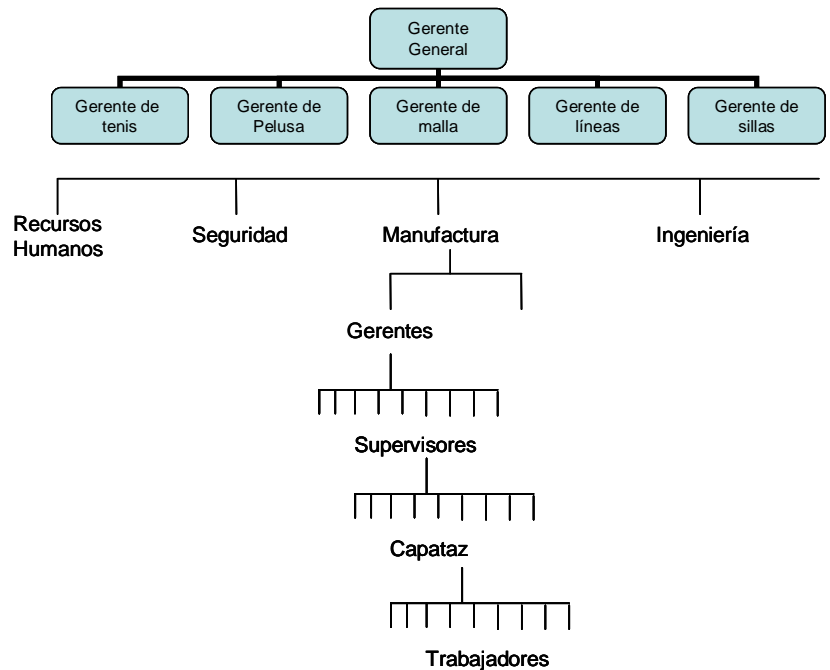 Gerente
General
Gerente de
tenis
Gerente de
Pelusa
Gerente de
malla
Gerente de
líneas
Gerente de
sillas
Recursos
Humanos
Seguridad
Manufactura
Ingeniería
Gerentes
Supervisores
Capataz
Trabajadores